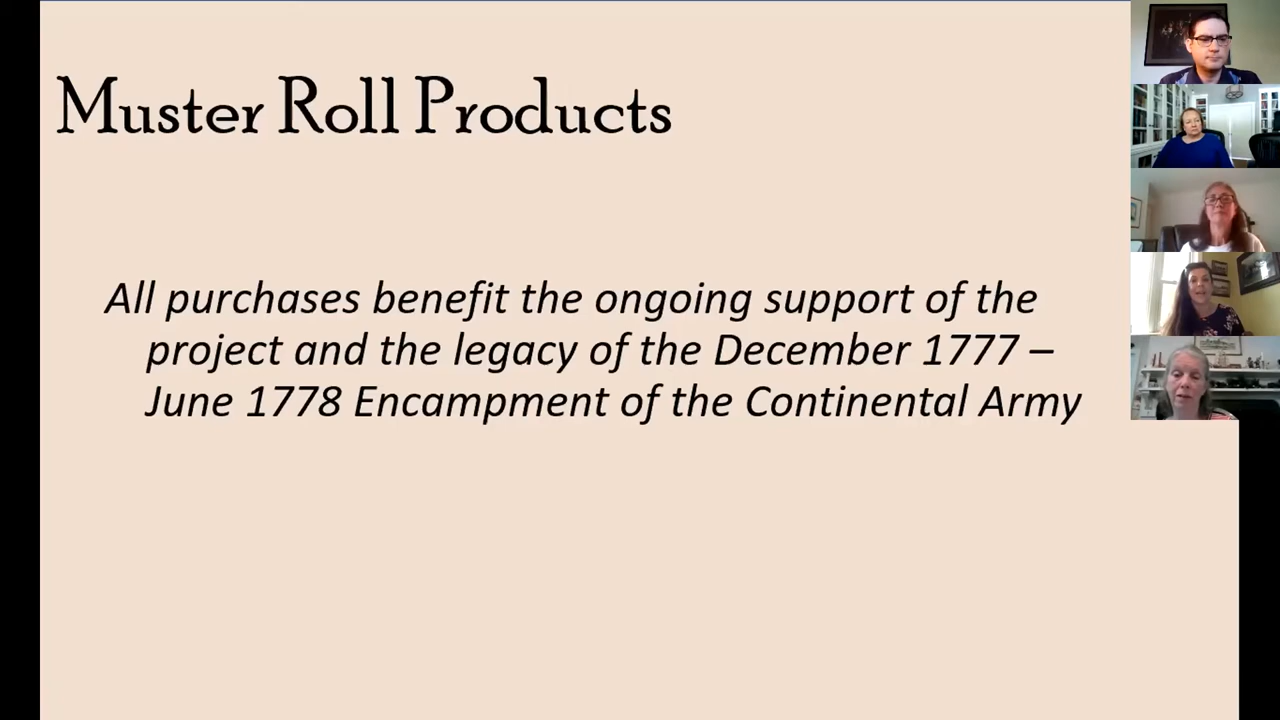 Muster Roll Products
All purchases benefit the ongoing support of the
project and the legacy of the December 1777 –
June 1778 Encampment of the Continental Army